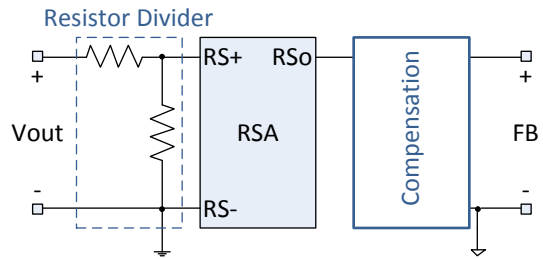 Resistor Divider
+
Vout
-
RS+
RSo
RSA
RS-
Compensation
+
FB
-